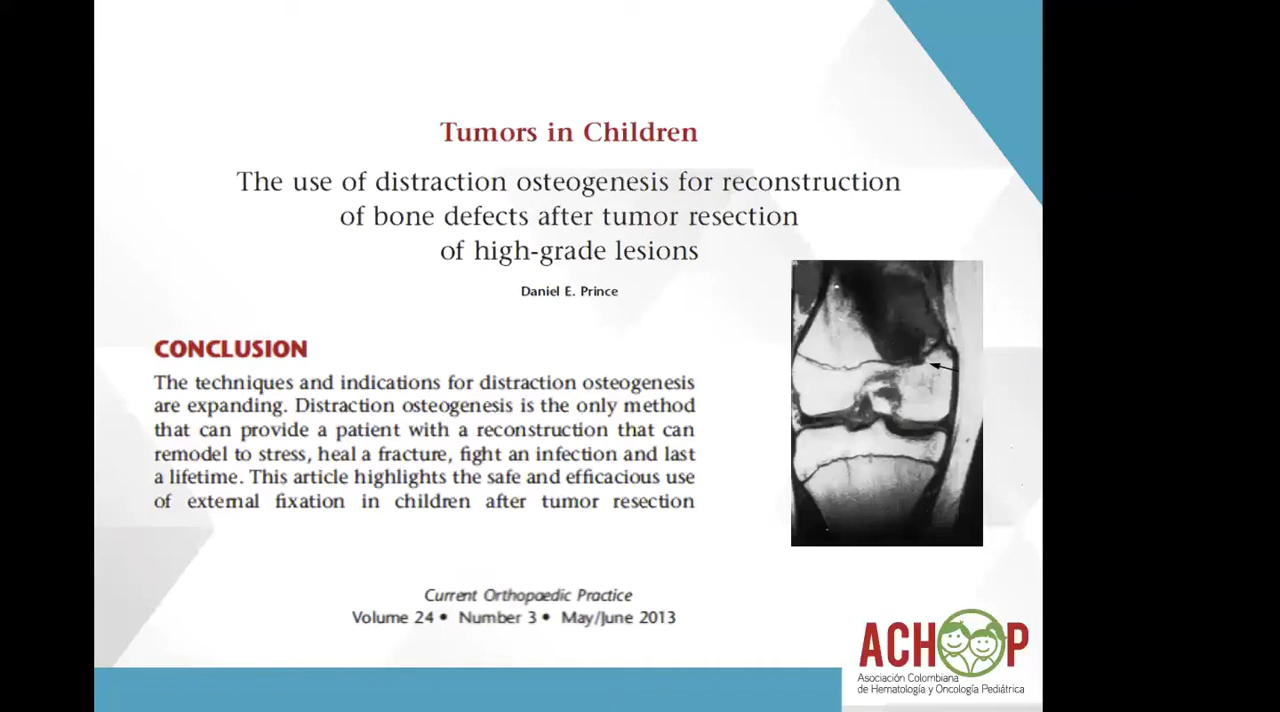 Tumors in Children
The use of distraction osteogenesis for reconstruction
of bone defects after tumor resection
of high-grade lesions
Daniel E. Prince
CONCLUSION
The techniques and indications for distraction osteogenesis
are expanding. Distraction osteogenesis is the only method
that can provide a patient with a reconstruction that can
remodel to stress, heal a fracture, fight an infection and last
a lifetime. This article highlights the safe and efficacious use
of external fixation in children after tumor resection
Current Orthopaedic Practice
Volume 24 • Number 3 • May/June 2013
ACHOP
Asociación Colombiana
de Hematología y Oncología Pediátrica